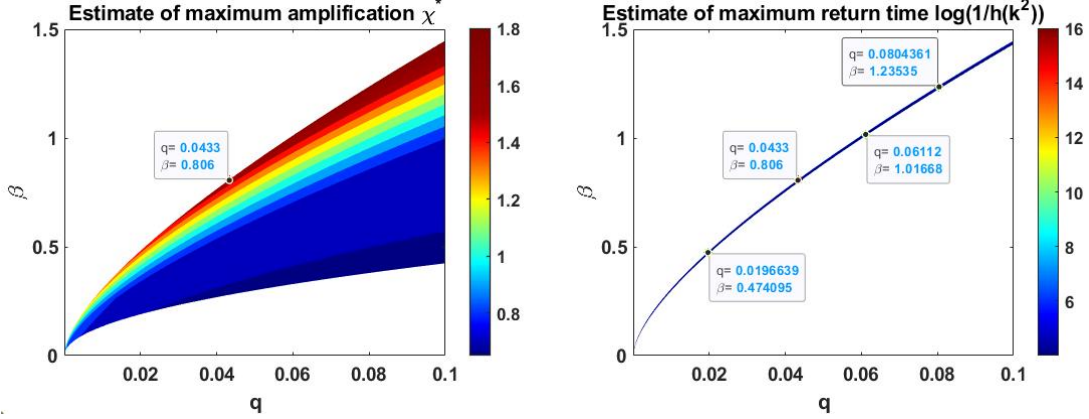 Estimate of maximum amplification χ*
1.5
1
0.5
0
β
0.02
0.04
0.06
0.08
0.1
q
q= 0.0433
β= 0.806
1.8
1.6
1.4
1.2
1
0.8
Estimate of maximum return time log(1/h(k²))
1.5
1
0.5
0
β
0.02
0.04
0.06
0.08
0.1
q
q= 0.0804361
β= 1.23535
q= 0.0433
β= 0.806
q= 0.06112
β= 1.01668
q= 0.0196639
β= 0.474095
16
14
12
10
8
6